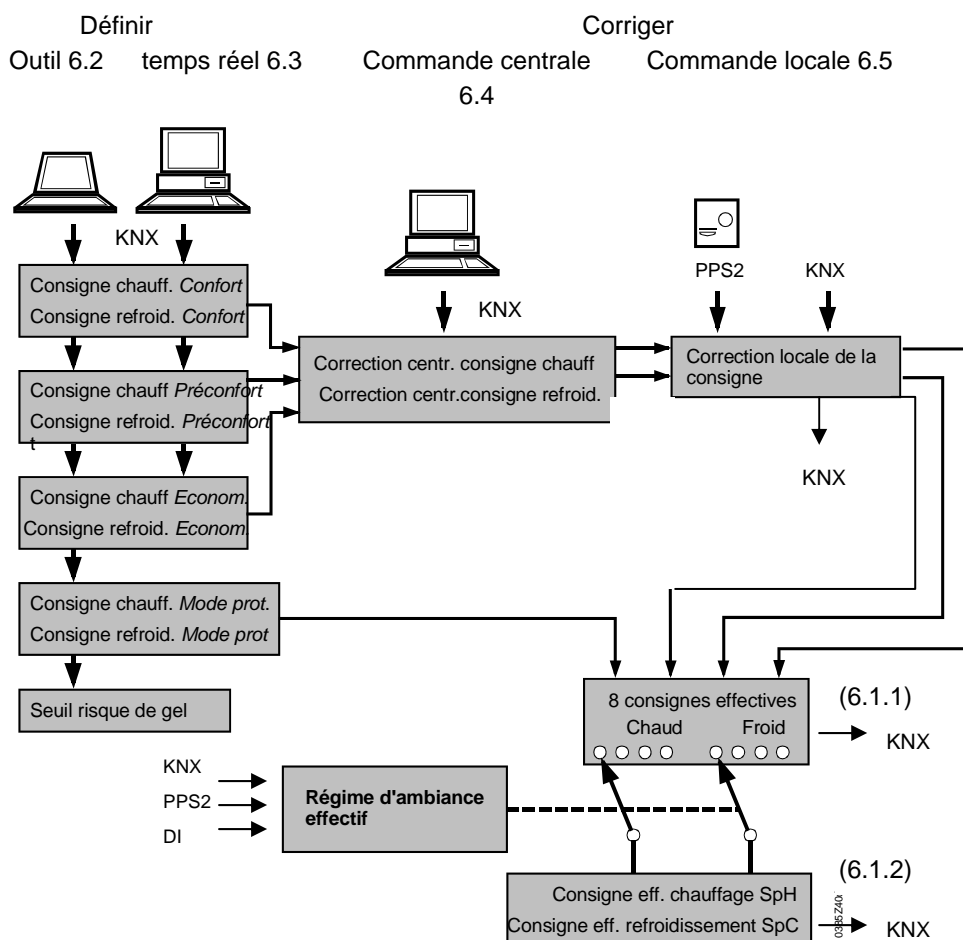 Définir Corriger
Outil 6.2 temps réel 6.3 Commande centrale Commande locale 6.5
6.4
KNX
PPS2 KNX
KNX
Consigne chauff. Confort
Consigne refroid. Confort
Correction centr. consigne chauff
Correction centr.consigne refroid.
Correction locale de la
consigne
Consigne chauff Préconfort
Consigne refroid. Préconfort
t
KNX
Consigne chauff Econom.
Consigne refroid. Econom.
Consigne chauff. Mode prot.
Consigne refroid. Mode prot
Seuil risque de gel
8 consignes effectives
Chaud Froid
(6.1.1)
KNX
KNX
PPS2
DI
Régime d'ambiance
effectif
(6.1.2)
Consigne eff. chauffage SpH
Consigne eff. refroidissement SpC
KNX